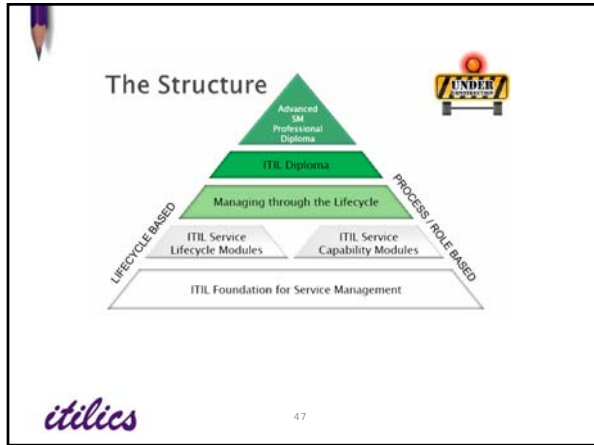 The Structure
UNDER
CONSTRUCTION
Advanced
SM
Professional
Diploma
ITIL Diploma
Managing through the Lifecycle
LIFECYCLE BASED
PROCESS / ROLE BASED
ITIL Service
Lifecycle Modules
ITIL Service
Capability Modules
ITIL Foundation for Service Management
itilics
47